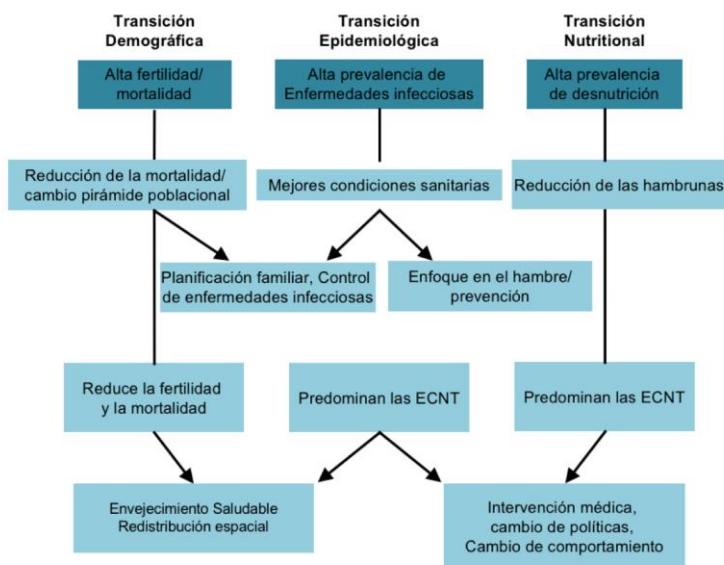 Transición
Demográfica
Transición
Epidemiológica
Transición
Nutritional
Alta fertilidad/
mortalidad
Alta prevalencia de
Enfermedades infecciosas
Alta prevalencia
de desnutrición
Reducción de la mortalidad/
cambio pirámide poblacional
Mejores condiciones sanitarias
Reducción de las hambrunas
Planificación familiar, Control
de enfermedades infecciosas
Enfoque en el hambre/
prevención
Reduce la fertilidad
y la mortalidad
Predominan las ECNT
Predominan las ECNT
Envejecimiento Saludable
Redistribución espacial
Intervención médica,
cambio de políticas,
Cambio de comportamiento